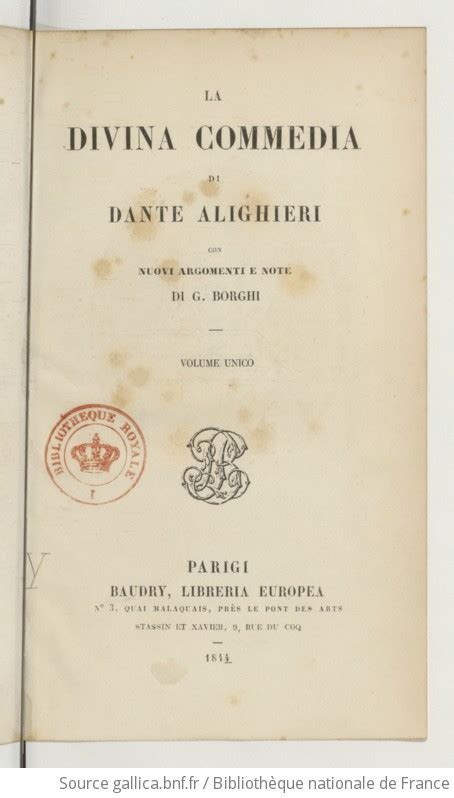 LA
DIVINA COMMEDIA
DI
DANTE ALIGHIERI
CON
NUOVI ARGOMENTI E NOTE
DI G. BORGHI
VOLUME UNICO
BIBLIOTHEQUE ROYALE
I
PARIGI
BAUDRY, LIBRERIA EUROPEA
N° 3. QUAI MALAQUAIS, PRÈS LE PONT DES ARTS
STASSIN ET XAVIER, 9, RUE DU COQ
1844
Source gallica.bnf.fr / Bibliothèque nationale de France